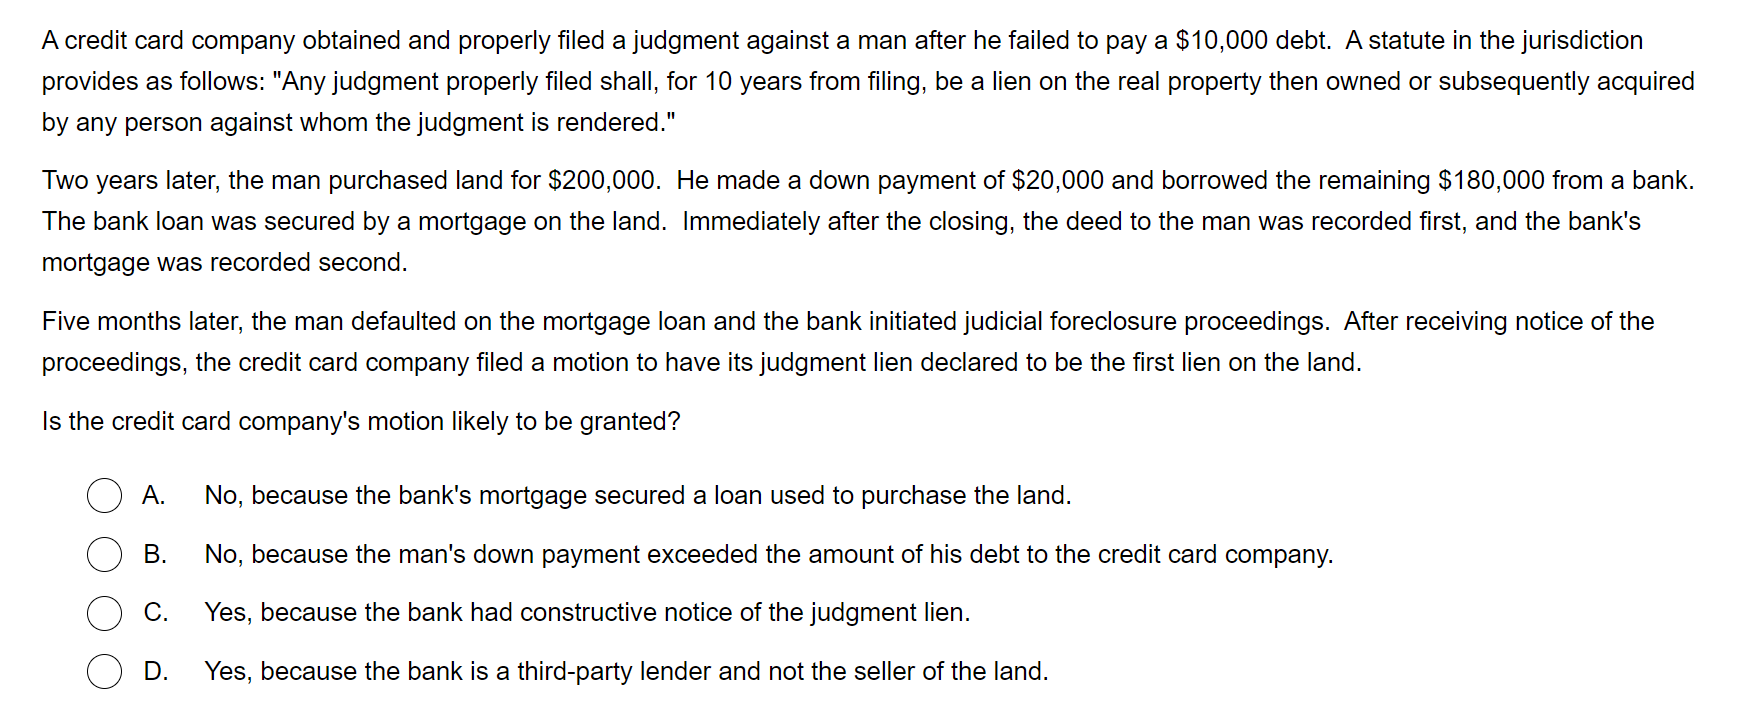 A credit card company obtained and properly filed a judgment against a man after he failed to pay a $10,000 debt.  A statute in the jurisdiction
provides as follows: "Any judgment properly filed shall, for 10 years from filing, be a lien on the real property then owned or subsequently acquired
by any person against whom the judgment is rendered."
Two years later, the man purchased land for $200,000.  He made a down payment of $20,000 and borrowed the remaining $180,000 from a bank.
The bank loan was secured by a mortgage on the land.  Immediately after the closing, the deed to the man was recorded first, and the bank's
mortgage was recorded second.
Five months later, the man defaulted on the mortgage loan and the bank initiated judicial foreclosure proceedings.  After receiving notice of the
proceedings, the credit card company filed a motion to have its judgment lien declared to be the first lien on the land.
Is the credit card company's motion likely to be granted?
A. No, because the bank's mortgage secured a loan used to purchase the land.
B. No, because the man's down payment exceeded the amount of his debt to the credit card company.
C. Yes, because the bank had constructive notice of the judgment lien.
D. Yes, because the bank is a third-party lender and not the seller of the land.